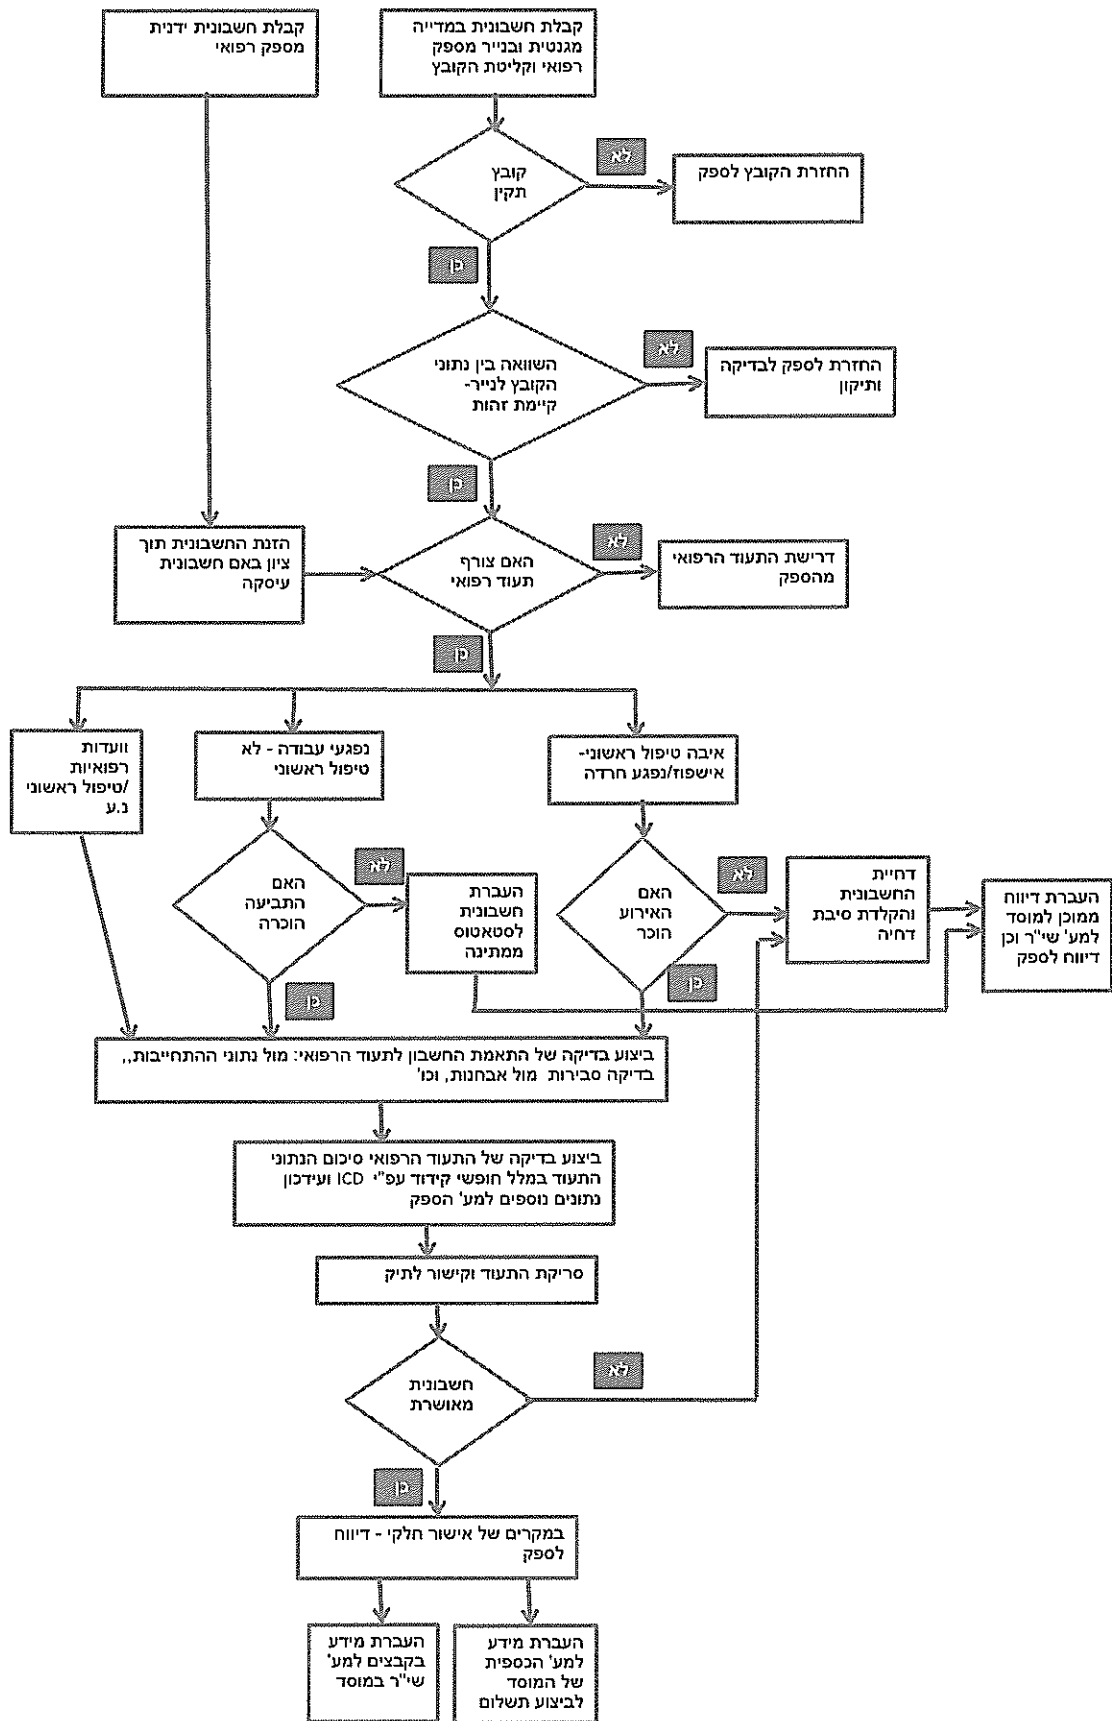 קבלת חשבונית ידנית
מספק רפואי
קבלת חשבונית במדייה
מגנטית ובנייר מספק
רפואי וקליטת הקובץ
קובץ
תקין
לא
החזרת הקובץ לספק
כן
השוואה בין נתוני
הקובץ לנייר-
קיימת זהות
לא
החזרת לספק לבדיקה
ותיקון
כן
הזנת החשבונית תוך
ציון באם חשבונית
עיסקה
האם צורף
תעוד רפואי
לא
דרישת התעוד הרפואי
מהספק
כן
וועדות
רפואיות
/טיפול ראשוני
נ.ע
נפגעי עבודה - לא
טיפול ראשוני
איבה טיפול ראשוני-
אישפוז/נפגע חרדה
האם
התביעה
הוכרה
לא
העברת
חשבונית
לסטאטוס
ממתינה
כן
האם
האירוע
הוכר
לא
דחיית
החשבונית
והקלדת סיבת
דחיה
העברת דיווח
ממוכן למוסד
למע' שי"ר וכן
דיווח לספק
כן
ביצוע בדיקה של התאמת החשבון לתעוד הרפואי: מול נתוני ההתחייבות,,
בדיקה סבירות מול אבחנות, וכו'
ביצוע בדיקה של התעוד הרפואי סיכום הנתוני
התעוד במלל חופשי קידוד עפ"י ICD ועידכון
נתונים נוספים למע' הספק
סריקת התעוד וקישור לתיק
חשבונית
מאושרת
לא
כן
במקרים של אישור חלקי - דיווח
לספק
העברת מידע
בקבצים למע'
שי"ר במוסד
העברת מידע
למע' הכספית
של המוסד
לביצוע תשלום